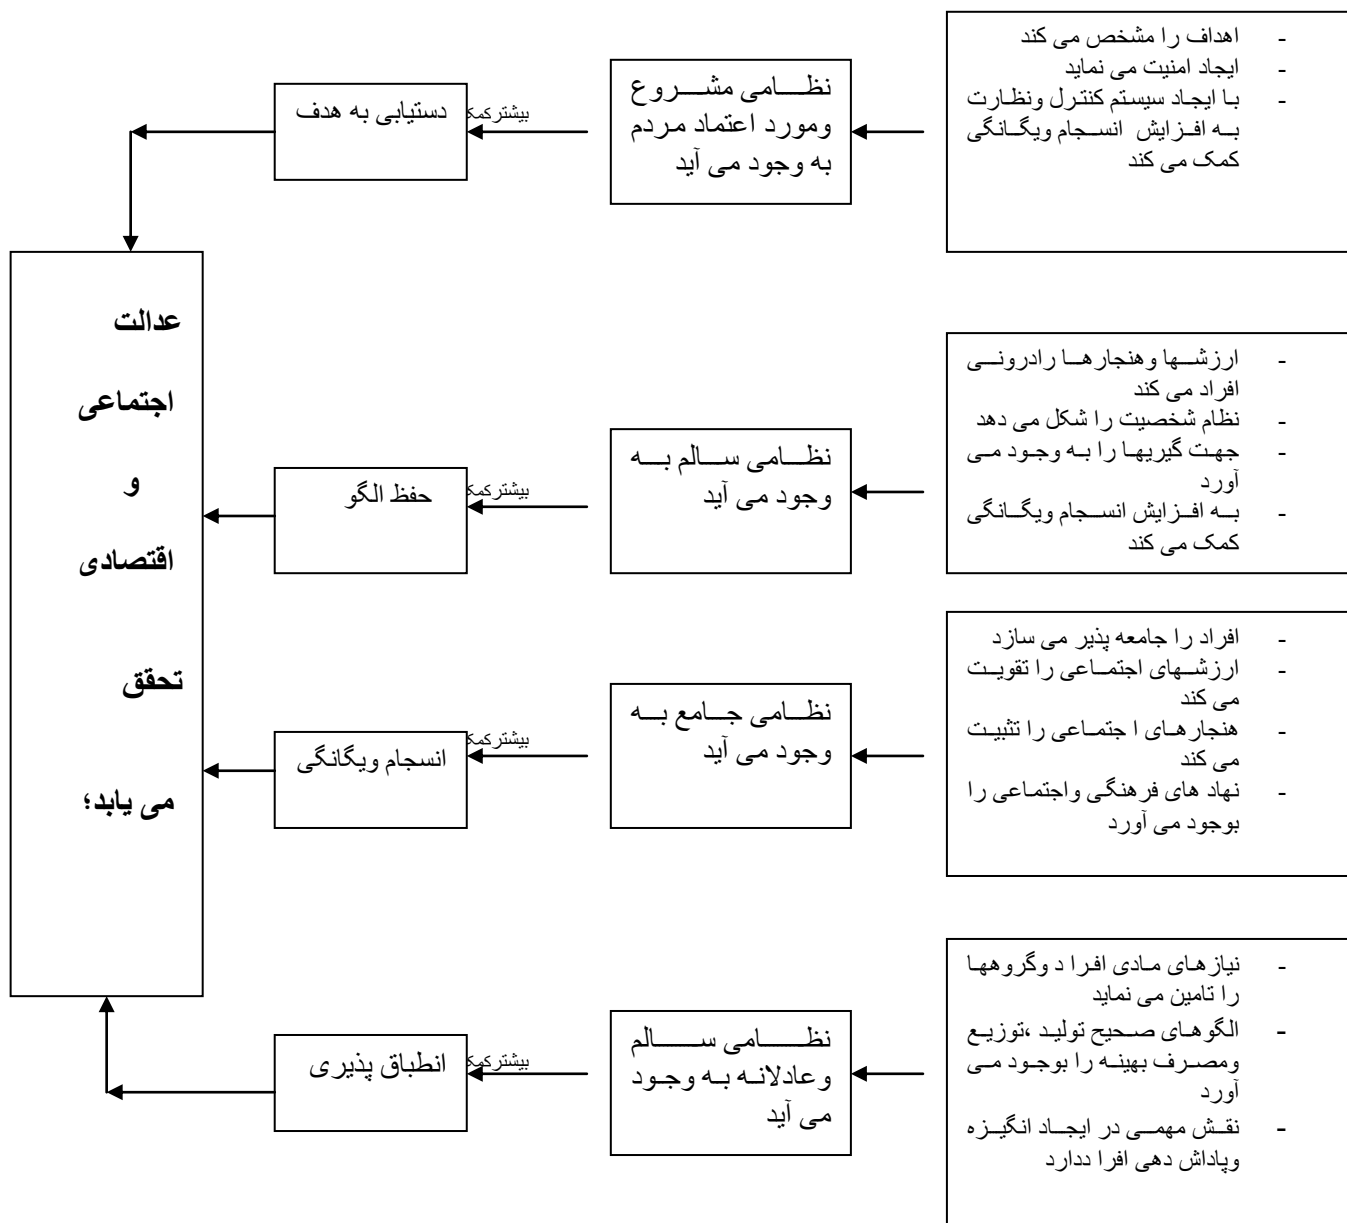 - اهداف را مشخص می کند
- ایجاد امنیت می نماید
- با ایجاد سیستم کنترل ونظارت
به افزایش انسجام ویگانگی
کمک می کند
نظامی مشروع
ومورد اعتماد مردم
به وجود می آید
بیشترکمک
دستیابی به هدف
- ارزشها وهنجارها رادرونی
افراد می کند
- نظام شخصیت را شکل می دهد
- جهت گیریها را به وجود می
آورد
- به افزایش انسجام ویگانگی
کمک می کند
نظامی سالم به
وجود می آید
بیشترکمک
حفظ الگو
- افراد را جامعه پذیر می سازد
- ارزشهای اجتماعی را تقویت
می کند
- هنجارهای ا جتماعی را تثبیت
می کند
- نهاد های فرهنگی واجتماعی را
بوجود می آورد
نظامی جامع به
وجود می آید
بیشترکمک
انسجام ویگانگی
- نیازهای مادی افرا د وگروهها
را تامین می نماید
- الگوهای صحیح تولید ،توزیع
ومصرف بهینه را بوجود می
آورد
- نقش مهمی در ایجاد انگیزه
وپاداش دهی افرا ددارد
نظامی سالم
وعادلانه به وجود
می آید
بیشترکمک
انطباق پذیری
عدالت
اجتماعی
و
اقتصادی
تحقق
می یابد؛